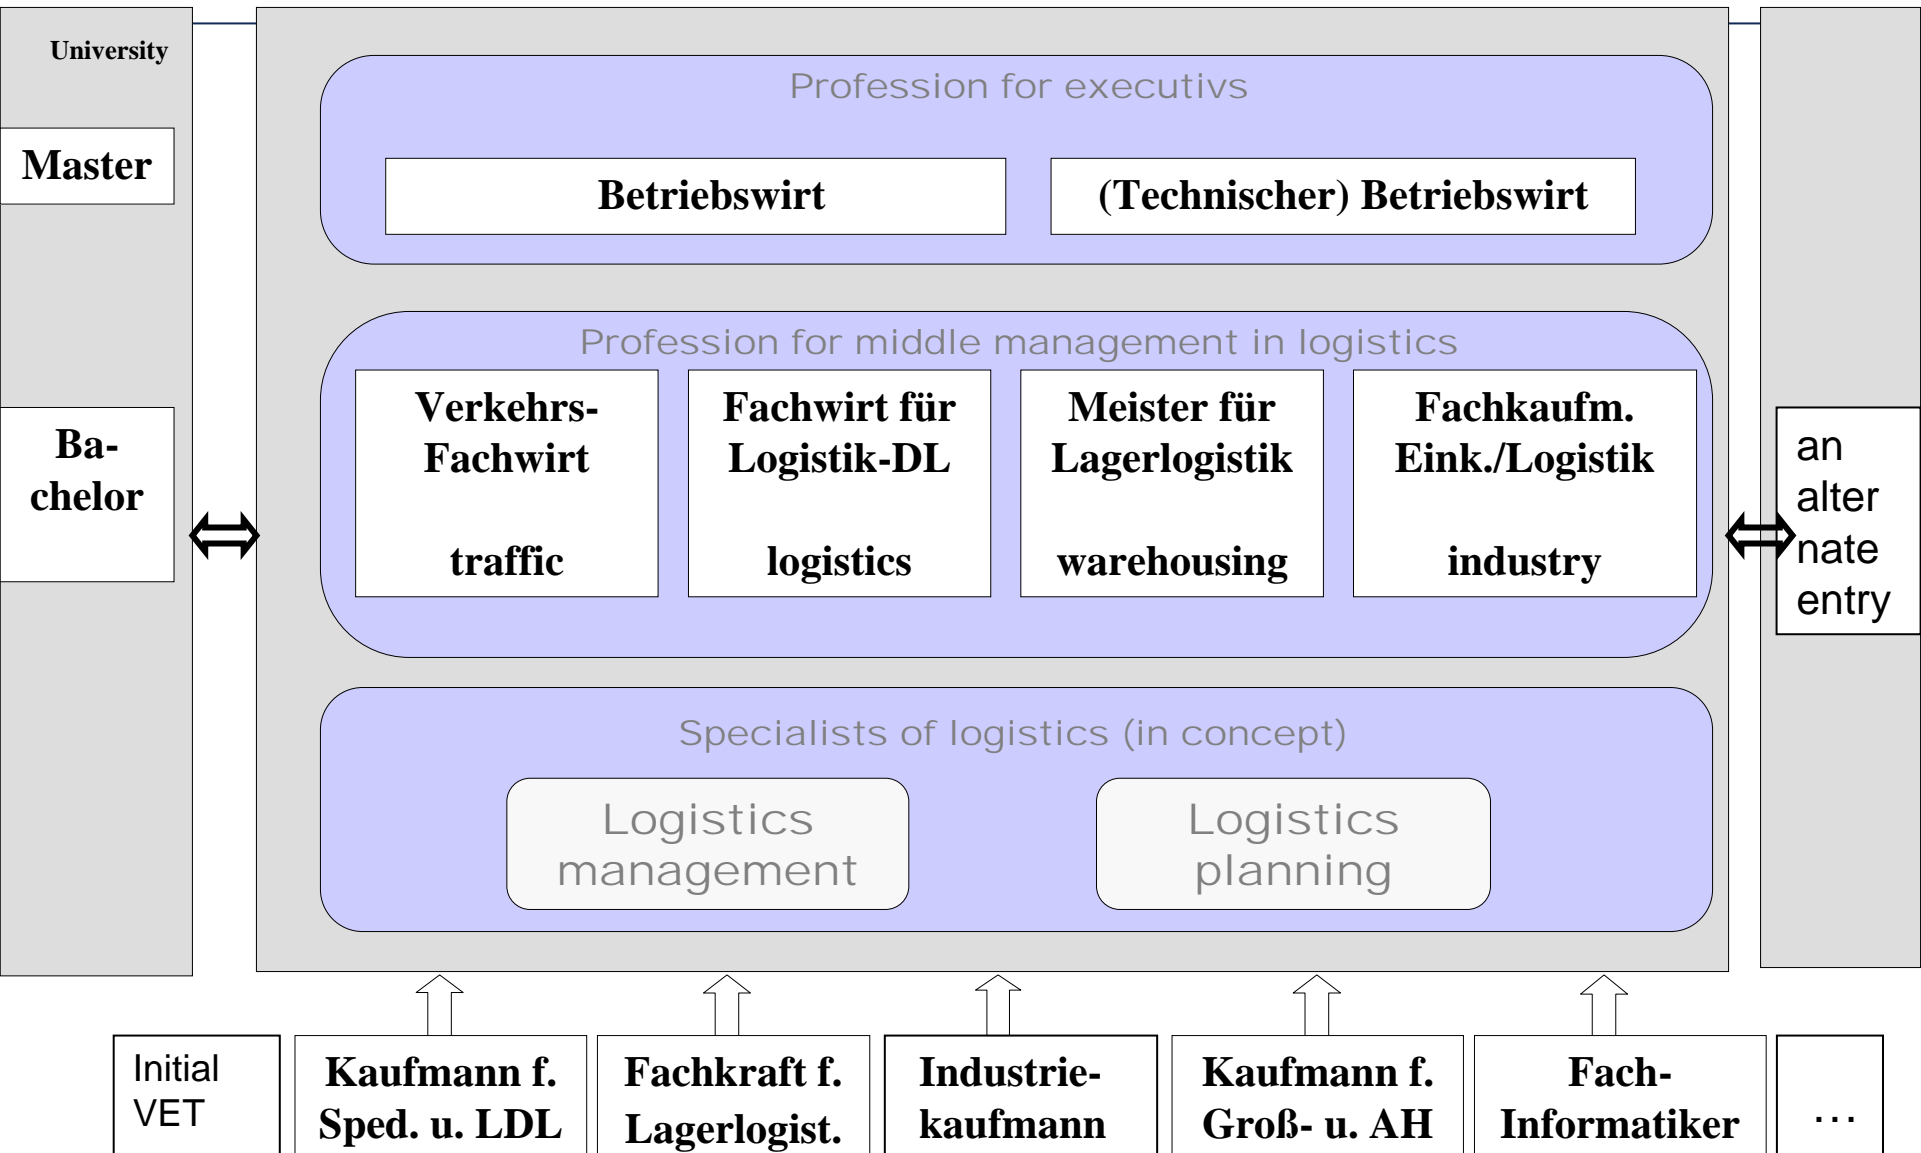 University
Master
Ba-
chelor
Profession for executivs
Betriebswirt
(Technischer) Betriebswirt
Profession for middle management in logistics
Verkehrs-
Fachwirt
traffic
Fachwirt für
Logistik-DL
logistics
Meister für
Lagerlogistik
warehousing
Fachkaufm.
Eink./Logistik
industry
an
alter
nate
entry
Specialists of logistics (in concept)
Logistics
management
Logistics
planning
Initial
VET
Kaufmann f.
Sped. u. LDL
Fachkraft f.
Lagerlogist.
Industrie-
kaufmann
Kaufmann f.
Groß- u. AH
Fach-
Informatiker
…